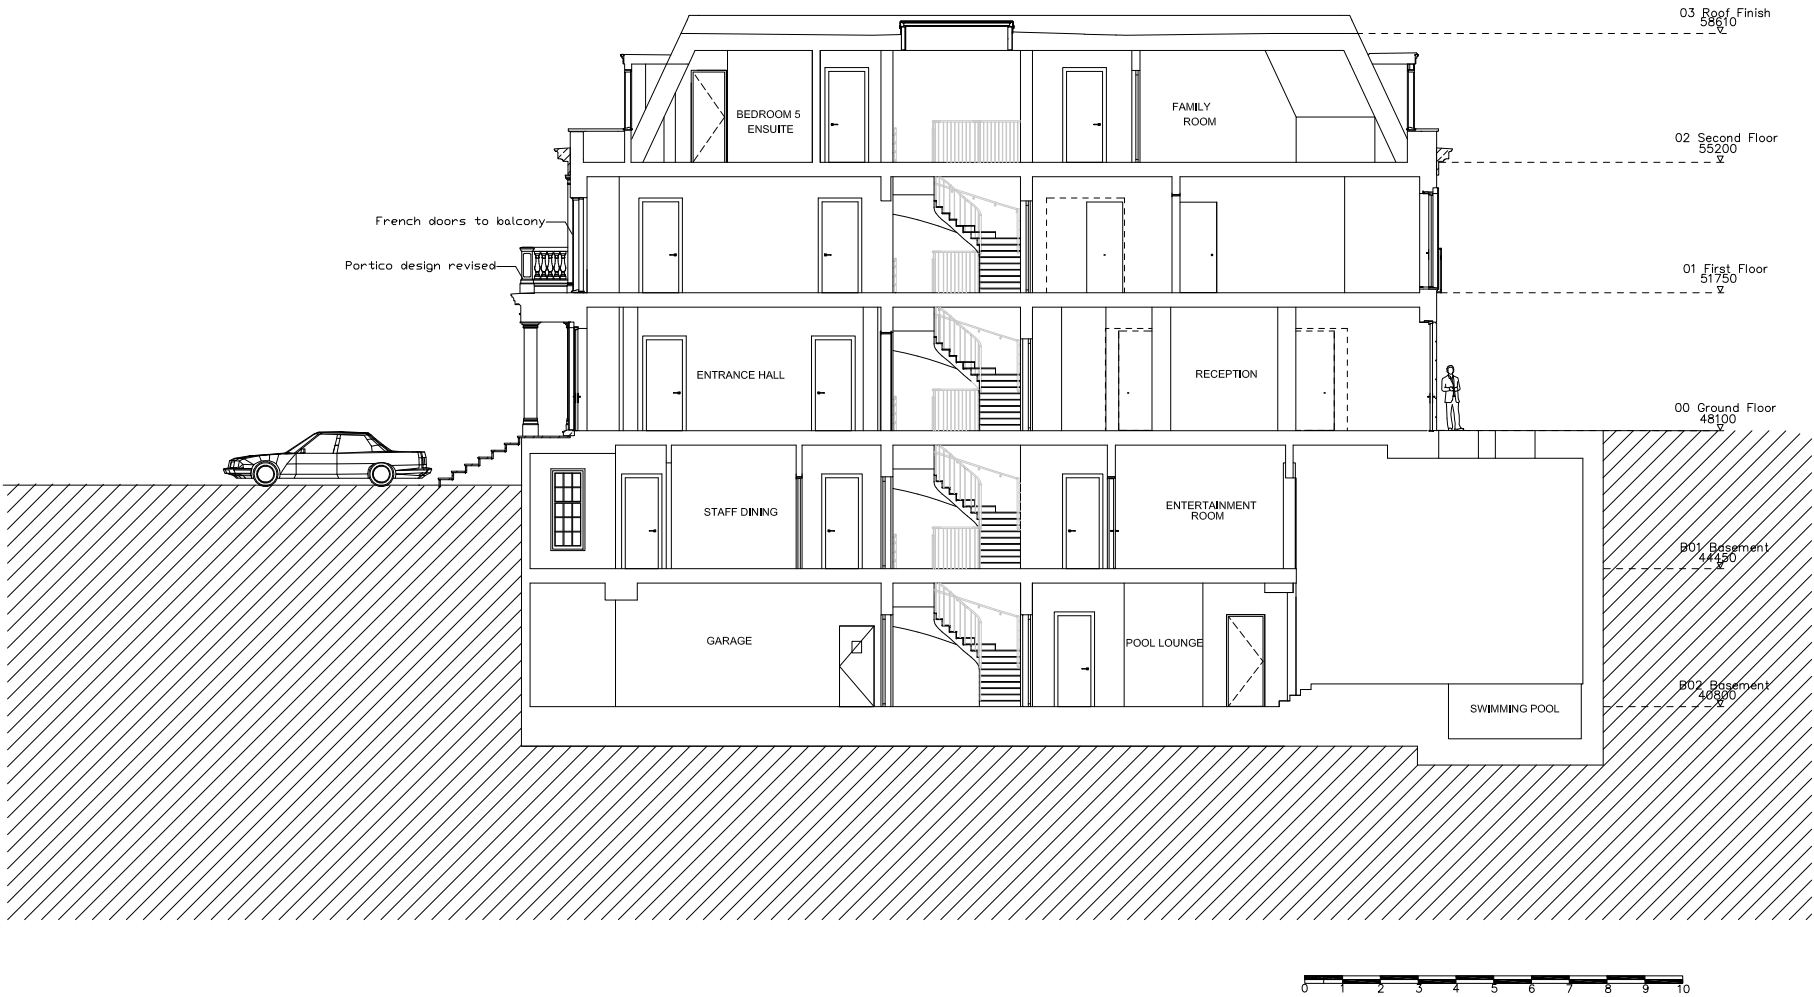 03 Roof Finish
58610
BEDROOM 5
ENSUITE
FAMILY
ROOM
02 Second Floor
55200
French doors to balcony
Portico design revised
01 First Floor
51750
ENTRANCE HALL
RECEPTION
00 Ground Floor
48100
STAFF DINING
ENTERTAINMENT
ROOM
B01 Basement
44450
GARAGE
POOL LOUNGE
B02 Basement
40800
SWIMMING POOL
0 1 2 3 4 5 6 7 8 9 10